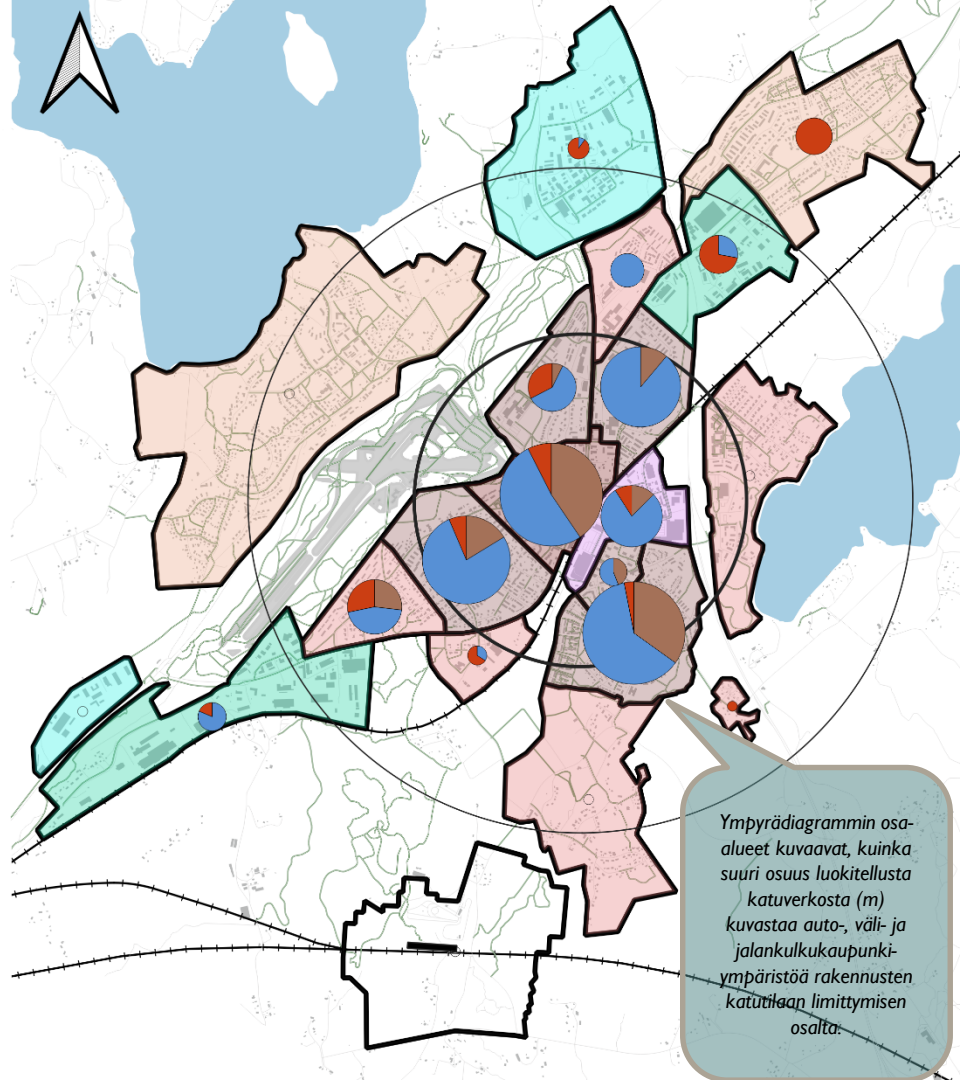 Ympyrädiagrammin osa-
alueet kuvaavat, kuinka
suuri osuus luokitellusta
katuverkosta (m)
kuvastaa auto-, väli- ja
jalankulkukaupunki-
ympäristöä rakennusten
katutilaan limittymisen
osalta.